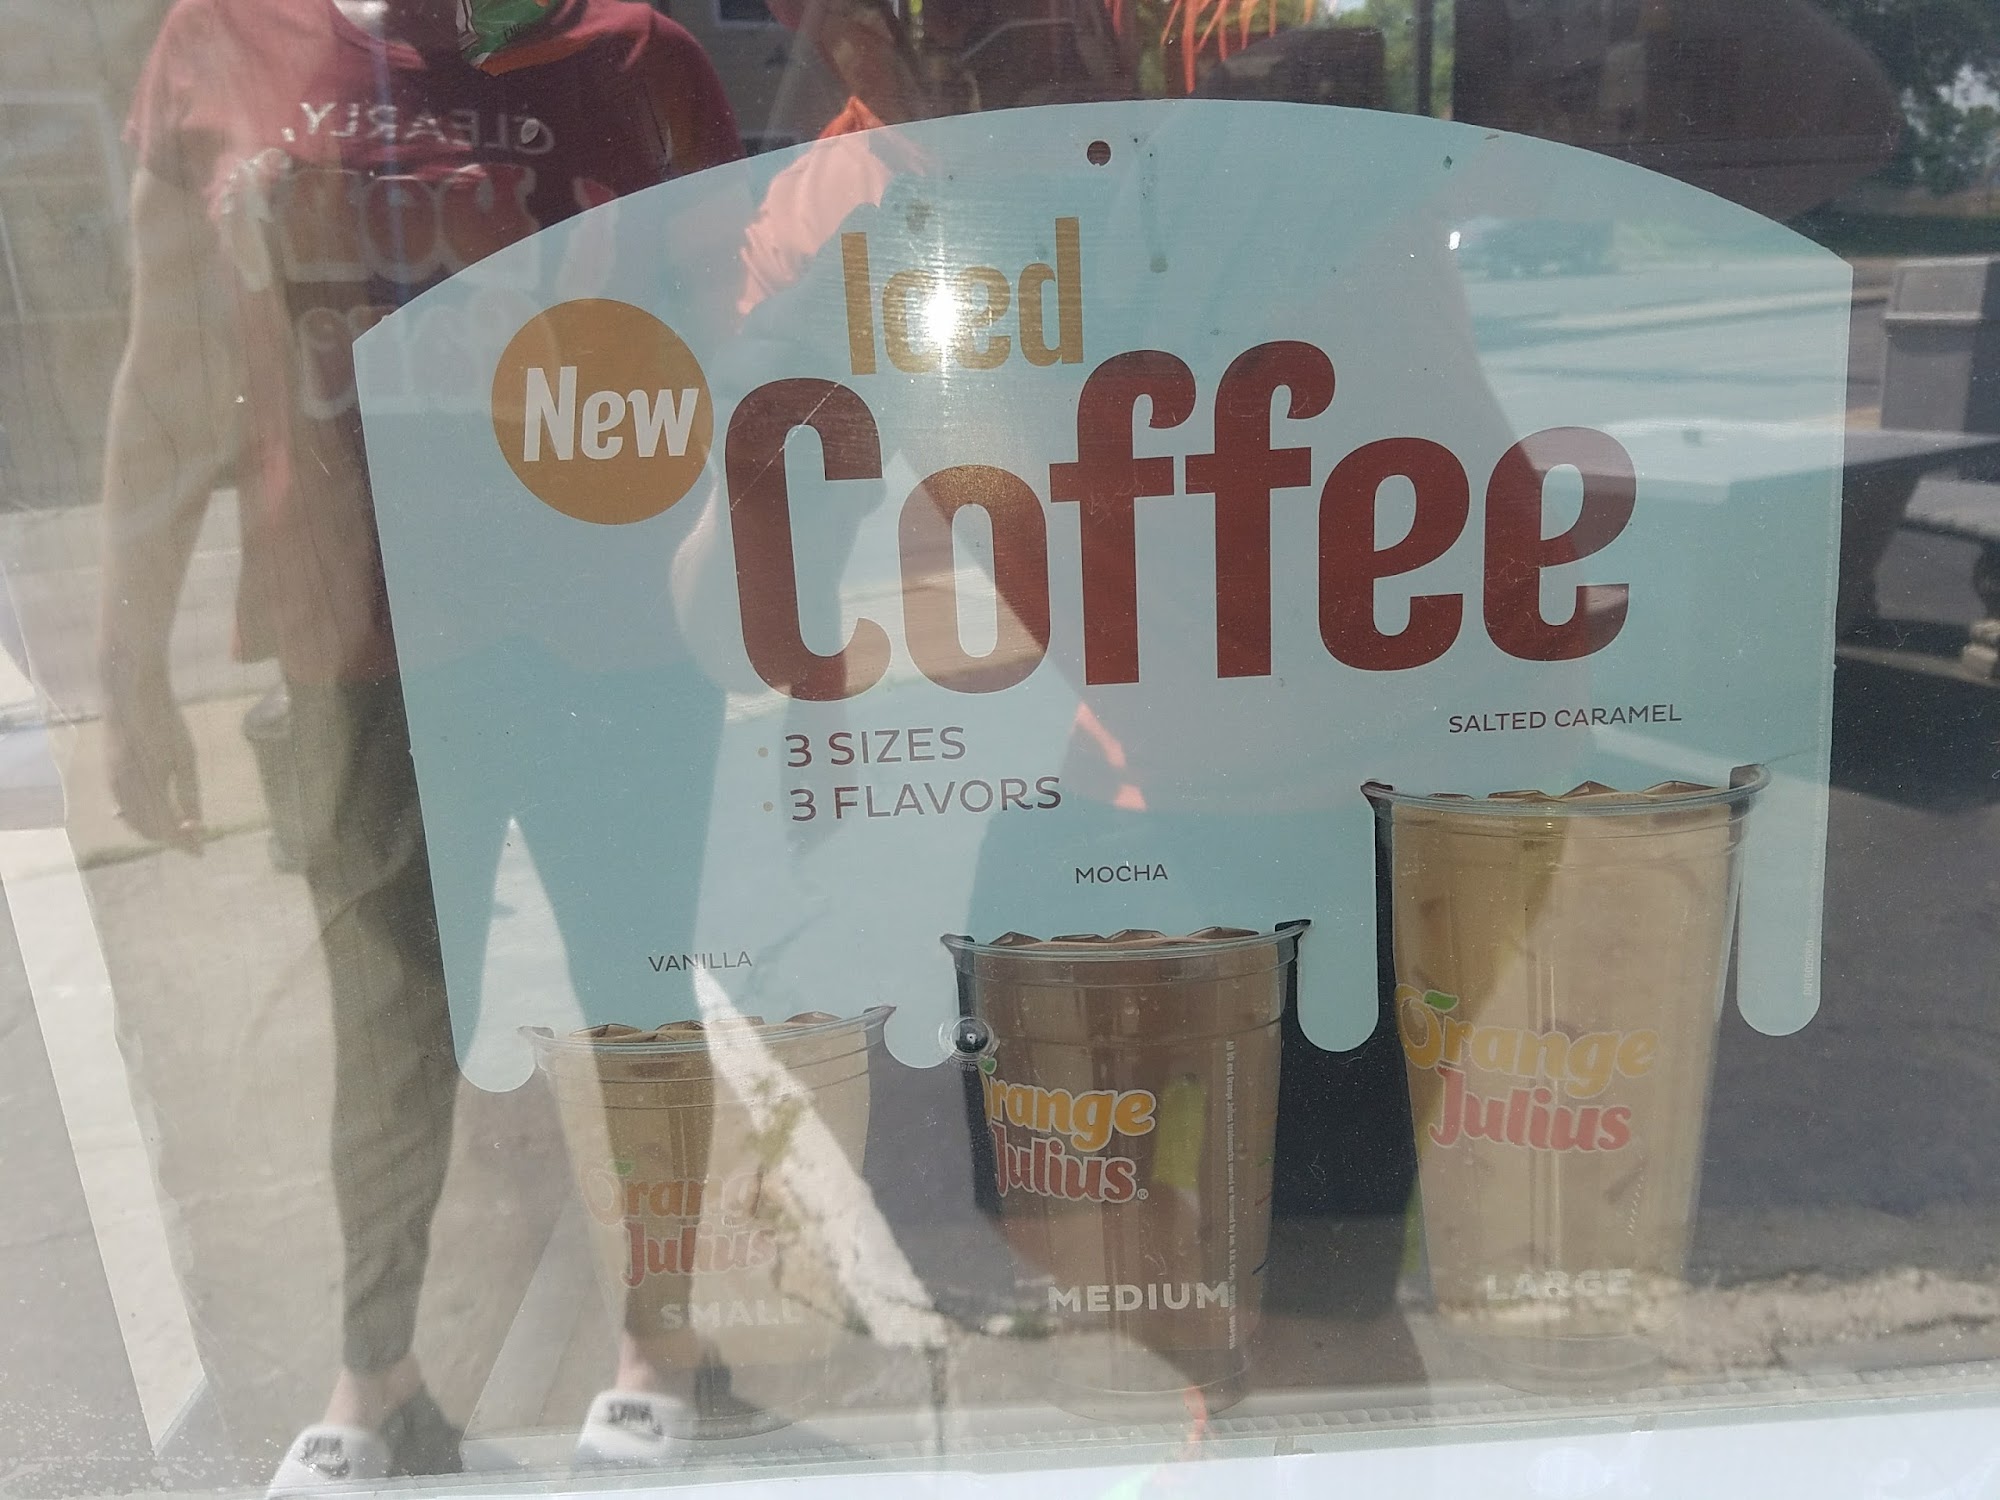 CLEARLY,
New
Iced
Coffee
• 3 SIZES
• 3 FLAVORS
SALTED CARAMEL
MOCHA
VANILLA
Orange
Julius
SMALL
Orange
Julius®
MEDIUM
Orange
Julius
LARGE